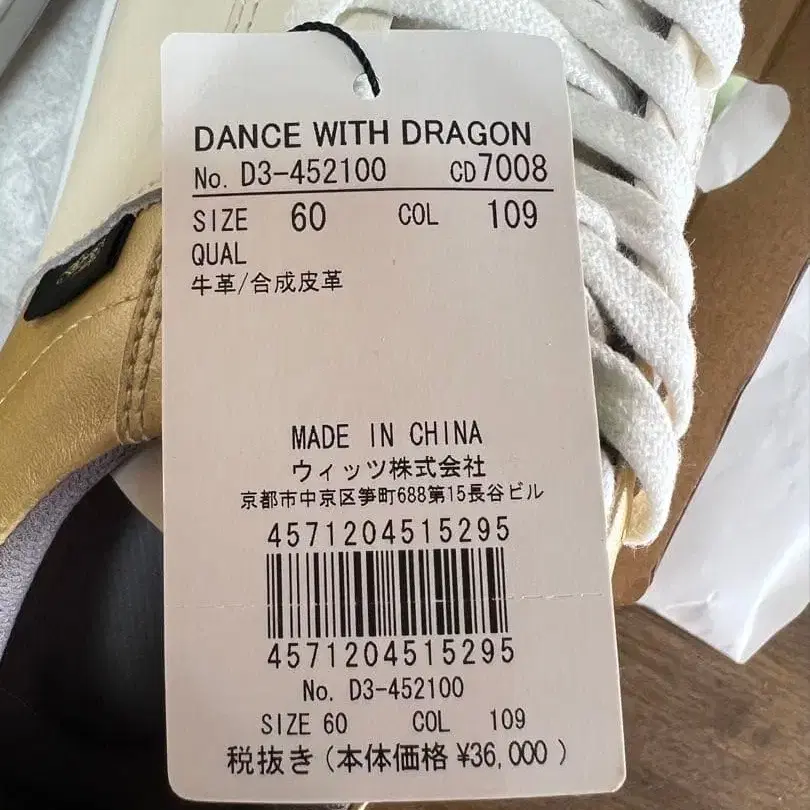 DANCE WITH DRAGON
No. D3-452100 CD7008
SIZE 60 COL 109
QUAL
牛革/合成皮革
MADE IN CHINA
ウィッツ株式会社
京都市中京区笋町688第15長谷ビル
4571204515295
4571204515295
No. D3-452100
SIZE 60 COL 109
税抜き(本体価格 ¥36,000 )